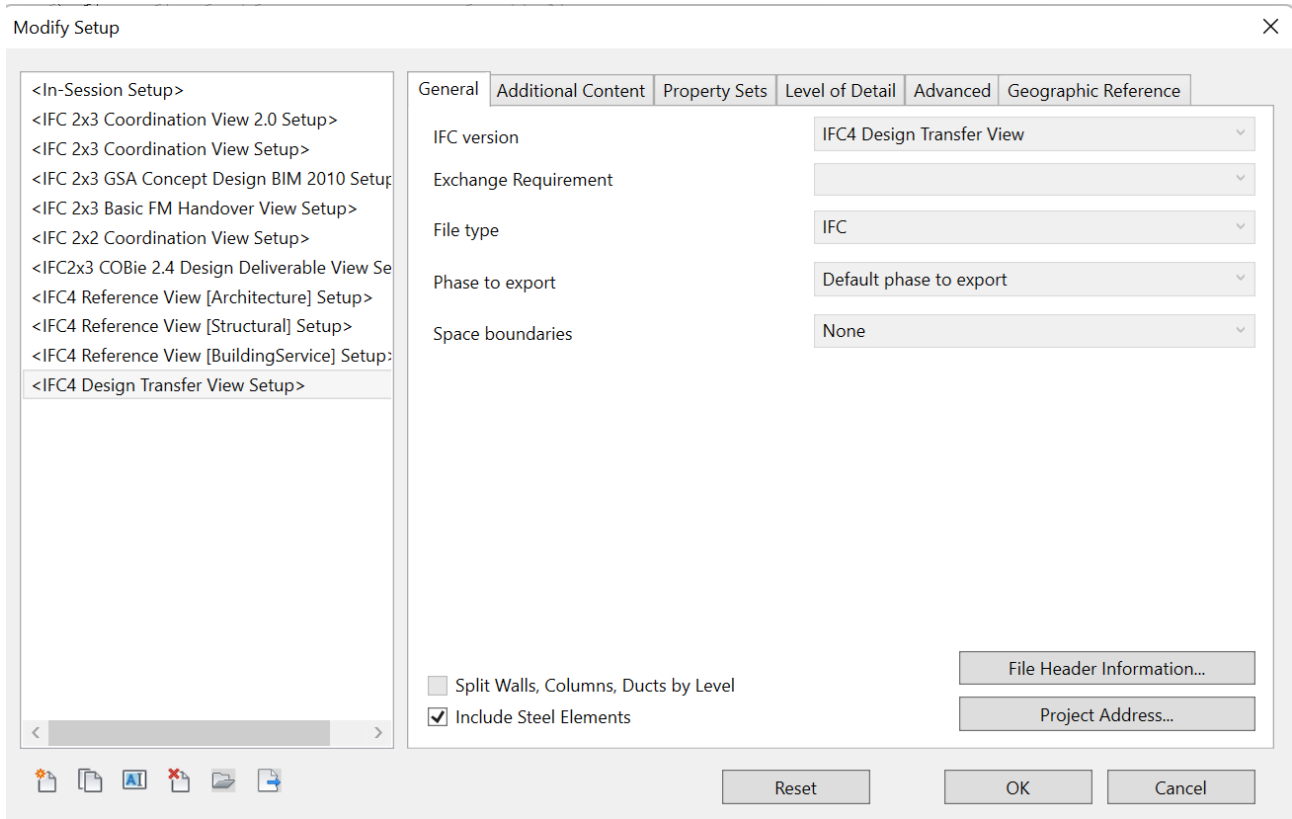 Modify Setup
<In-Session Setup>
<IFC 2x3 Coordination View 2.0 Setup>
<IFC 2x3 Coordination View Setup>
<IFC 2x3 GSA Concept Design BIM 2010 Setup
<IFC 2x3 Basic FM Handover View Setup>
<IFC 2x2 Coordination View Setup>
<IFC2x3 COBie 2.4 Design Deliverable View Se
<IFC4 Reference View [Architecture] Setup>
<IFC4 Reference View [Structural] Setup>
<IFC4 Reference View [BuildingService] Setup>
<IFC4 Design Transfer View Setup>
General Additional Content Property Sets Level of Detail Advanced Geographic Reference
IFC version IFC4 Design Transfer View
Exchange Requirement
File type IFC
Phase to export Default phase to export
Space boundaries None
Split Walls, Columns, Ducts by Level
Include Steel Elements
File Header Information...
Project Address...
AI
Reset OK Cancel